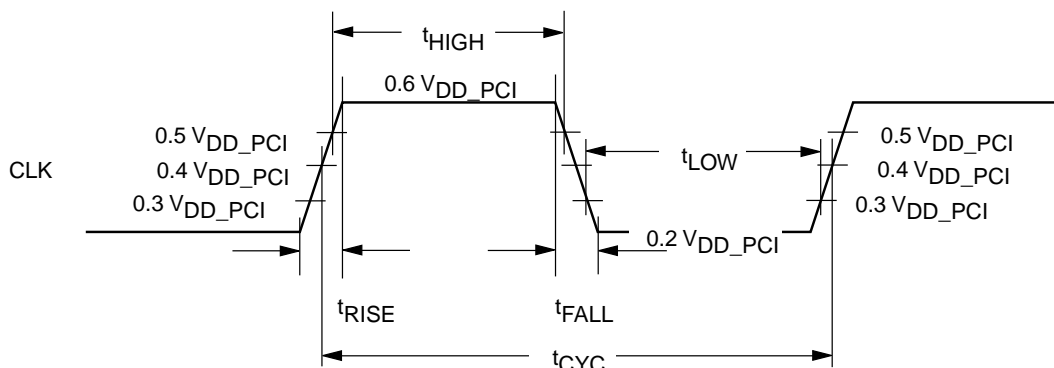 tHIGH
0.6 VDD_PCI
0.5 VDD_PCI
0.5 VDD_PCI
CLK
0.4 VDD_PCI
tLOW
0.4 VDD_PCI
0.3 VDD_PCI
0.3 VDD_PCI
0.2 VDD_PCI
tRISE
tFALL
tCYC